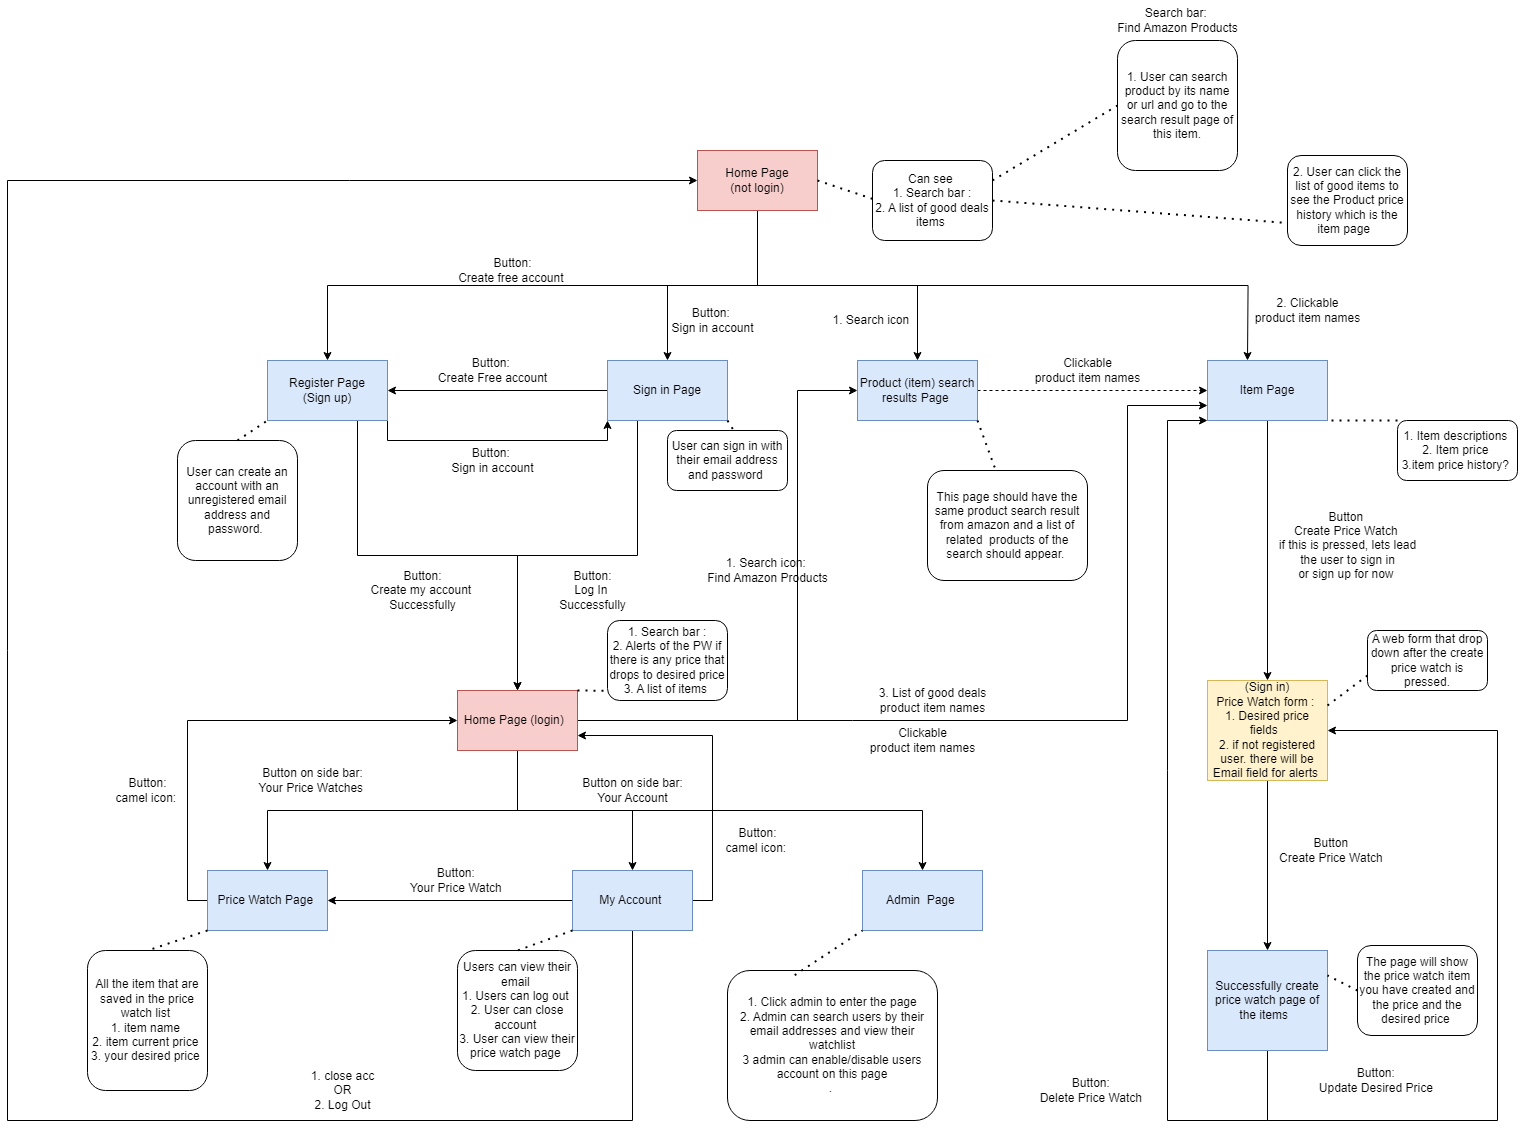 Search bar:
Find Amazon Products
1. User can search
product by its name
or url and go to the
search result page of
this item.
Home Page
(not login)
Can see
1. Search bar :
2. A list of good deals
items
2. User can click the
list of good items to
see the Product price
history which is the
item page
Button:
Create free account
Button:
Sign in account
1. Search icon
2. Clickable
product item names
Register Page
(Sign up)
Button:
Create Free account
Sign in Page
Product (item) search
results Page
Clickable
product item names
Item Page
Button:
Sign in account
User can sign in with
their email address
and password
1. Item descriptions
2. Item price
3.item price history?
User can create an
account with an
unregistered email
address and
password.
This page should have the
same product search result
from amazon and a list of
related  products of the
search should appear.
Button
Create Price Watch
if this is pressed, lets lead
the user to sign in
or sign up for now
Button:
Create my account
Successfully
Button:
Log In
Successfully
1. Search icon:
Find Amazon Products
1. Search bar :
2. Alerts of the PW if
there is any price that
drops to desired price
3. A list of items
A web form that drop
down after the create
price watch is
pressed.
Home Page (login)
3. List of good deals
product item names
Clickable
product item names
(Sign in)
Price Watch form :
1. Desired price
fields
2. if not registered
user. there will be
Email field for alerts
Button:
camel icon:
Button on side bar:
Your Price Watches
Button on side bar:
Your Account
Button:
camel icon:
Button
Create Price Watch
Price Watch Page
Button:
Your Price Watch
My Account
Admin  Page
All the item that are
saved in the price
watch list
1. item name
2. item current price
3. your desired price
Users can view their
email
1. Users can log out
2. User can close
account
3. User can view their
price watch page
1. Click admin to enter the page
2. Admin can search users by their
email addresses and view their
watchlist
3 admin can enable/disable users
account on this page
.
Successfully create
price watch page of
the items
The page will show
the price watch item
you have created and
the price and the
desired price
1. close acc
OR
2. Log Out
Button:
Delete Price Watch
Button:
Update Desired Price